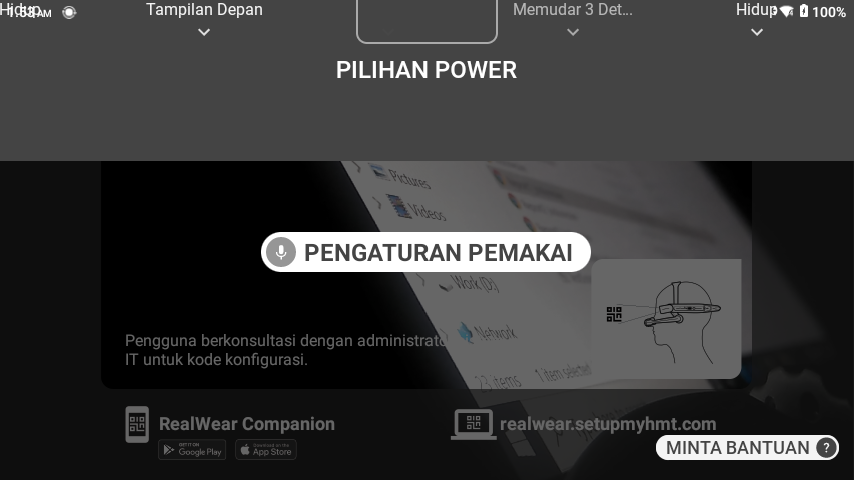 Hidup
AM
Tampilan Depan
Memudar 3 Det...
Hidup
100%
PILIHAN POWER
Pictures
Videos
PENGATURAN PEMAKAI
Work (D:)
Network
Pengguna berkonsultasi dengan administrato
IT untuk kode konfigurasi.
23 items
1 item selected
RealWear Companion
realwear.setupmyhmt.com
GET IT ON
Google Play
Download on the
App Store
MINTA BANTUAN ?